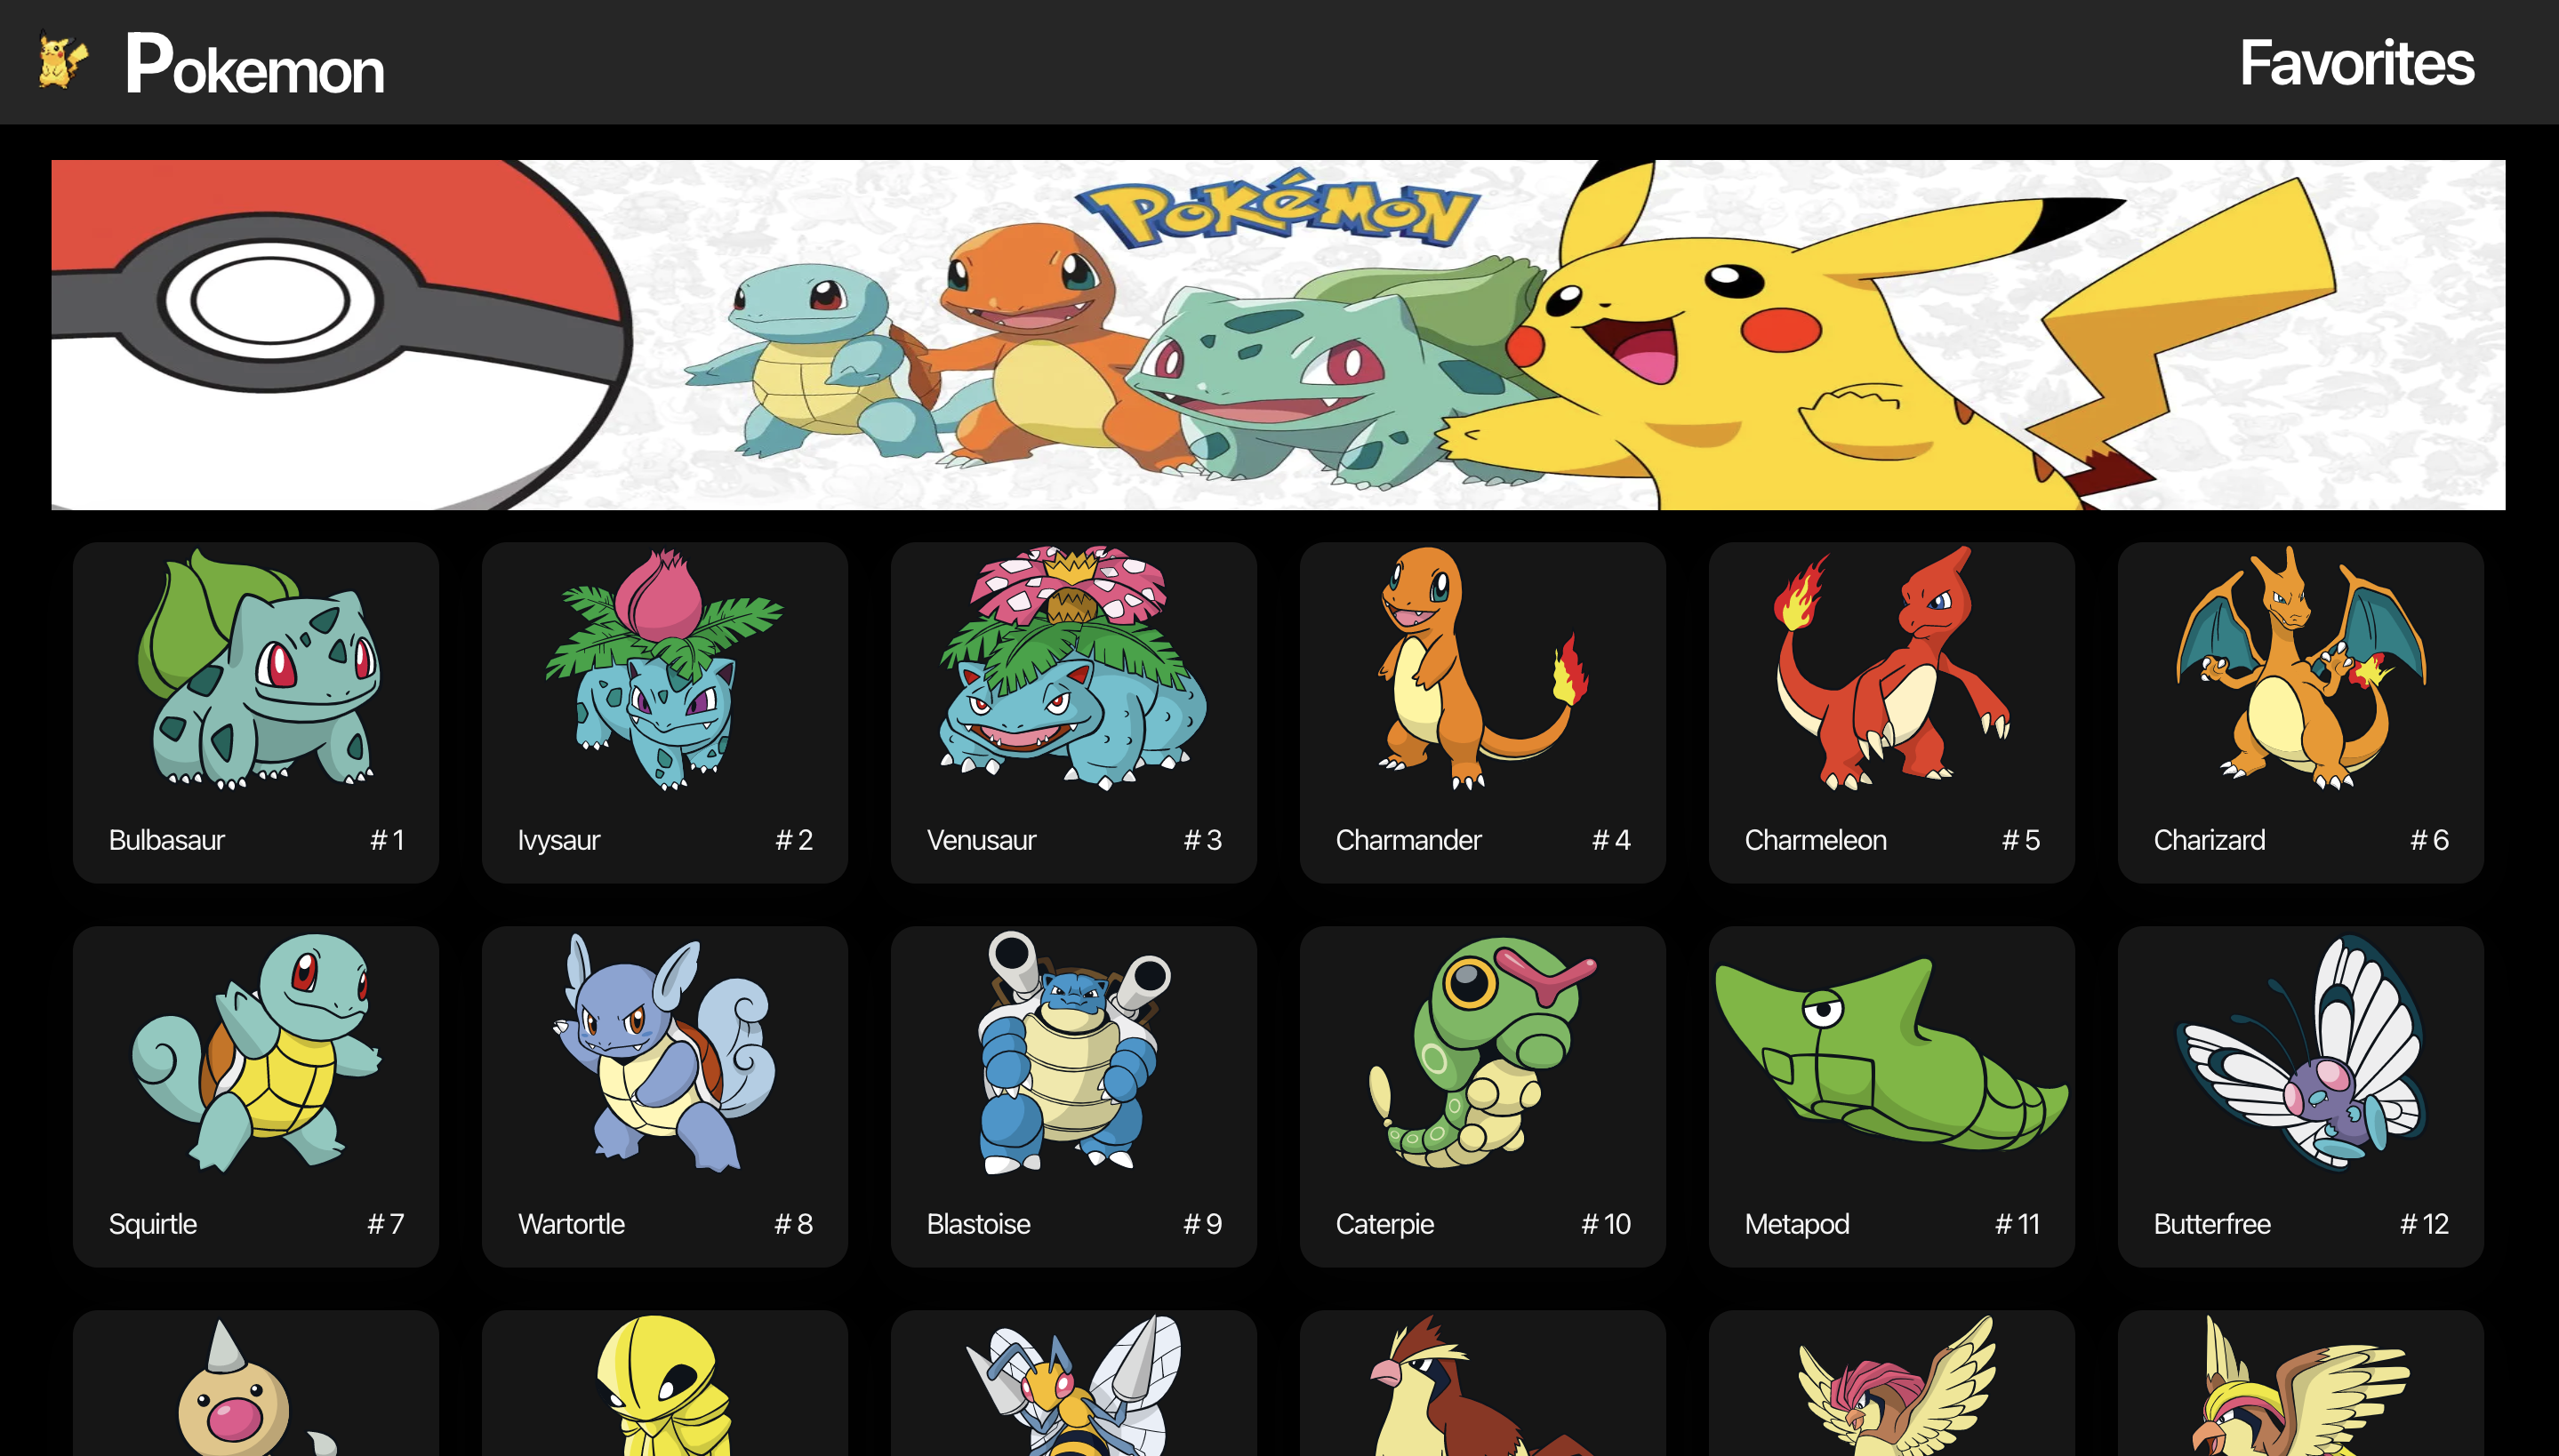 Pokemon
Favorites
POKéMON
Bulbasaur #1
Ivysaur #2
Venusaur #3
Charmander #4
Charmeleon #5
Charizard #6
Squirtle #7
Wartortle #8
Blastoise #9
Caterpie #10
Metapod #11
Butterfree #12